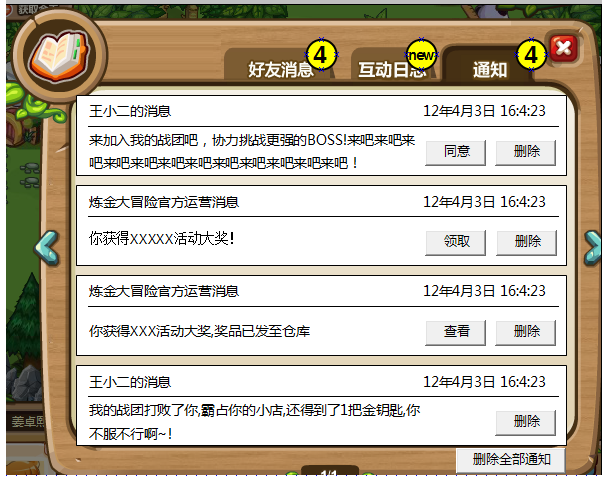 好友消息 4 互动日志 new 通知 4
王小二的消息 12年4月3日 16:4:23
来加入我的战团吧，协力挑战更强的BOSS!来吧来吧来
吧来吧来吧来吧来吧来吧来吧来吧来吧来吧！
同意 删除
炼金大冒险官方运营消息 12年4月3日 16:4:23
你获得XXXXX活动大奖!
领取 删除
炼金大冒险官方运营消息 12年4月3日 16:4:23
你获得XXX活动大奖,奖品已发至仓库
查看 删除
王小二的消息 12年4月3日 16:4:23
我的战团打败了你,霸占你的小店,还得到了1把金钥匙,你
不服不行啊~!
删除
删除全部通知
1/1